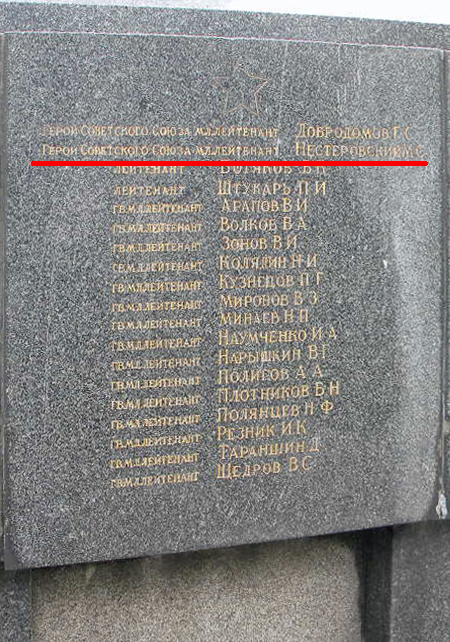 Герой Советского Союза мл.лейтенант Добродомов Г.С.
Герой Советского Союза мл.лейтенант Нестеровский М.С.
лейтенант Ботяков В
лейтенант Штукарь П И
гв.мл.лейтенант Арапов В И
гв.мл.лейтенант Волков В А
гв.мл.лейтенант Зонов В И
гв.мл.лейтенант Колядин Н И
гв.мл.лейтенант Кузнецов П Г
гв.мл.лейтенант Миронов В З
гв.мл.лейтенант Минаев Н П
гв.мл.лейтенант Наумченко И А
гв.мл.лейтенант Нарышкин В Г
гв.мл.лейтенант Полигов А А
гв.мл.лейтенант Плотников Б Н
гв.мл.лейтенант Полянцев Н Ф
гв.мл.лейтенант Резник И К
гв.мл.лейтенант Тараншин Д
гв.мл.лейтенант Щедров В С